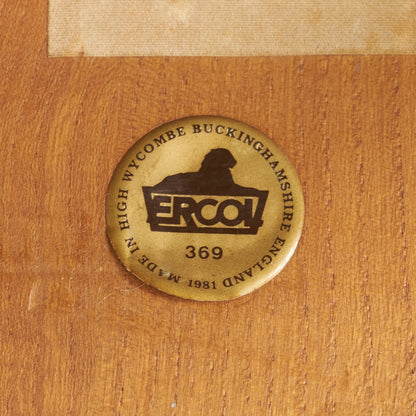 MADE IN HIGH WYCOMBE BUCKINGHAMSHIRE ENGLAND
ERCOL
369
1981